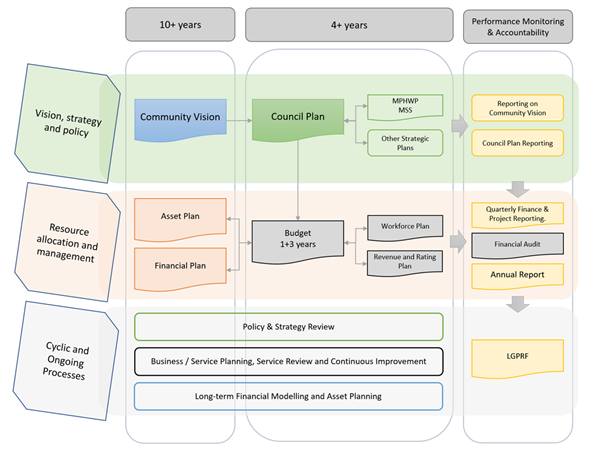 10+ years
4+ years
Performance Monitoring
& Accountability
Vision, strategy
and policy
Community Vision
Council Plan
MPHWP
MSS
Other Strategic
Plans
Reporting on
Community Vision
Council Plan Reporting
Resource
allocation and
management
Asset Plan
Financial Plan
Budget
1+3 years
Workforce Plan
Revenue and Rating
Plan
Quarterly Finance &
Project Reporting.
Financial Audit
Annual Report
Cyclic and
Ongoing
Processes
Policy & Strategy Review
Business / Service Planning, Service Review and Continuous Improvement
Long-term Financial Modelling and Asset Planning
LGPRF